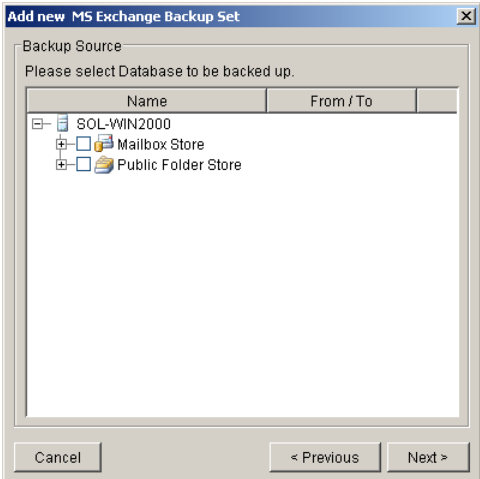 Add new MS Exchange Backup Set
Backup Source
Please select Database to be backed up.
Name From / To
SOL-WIN2000
Mailbox Store
Public Folder Store
Cancel < Previous Next >